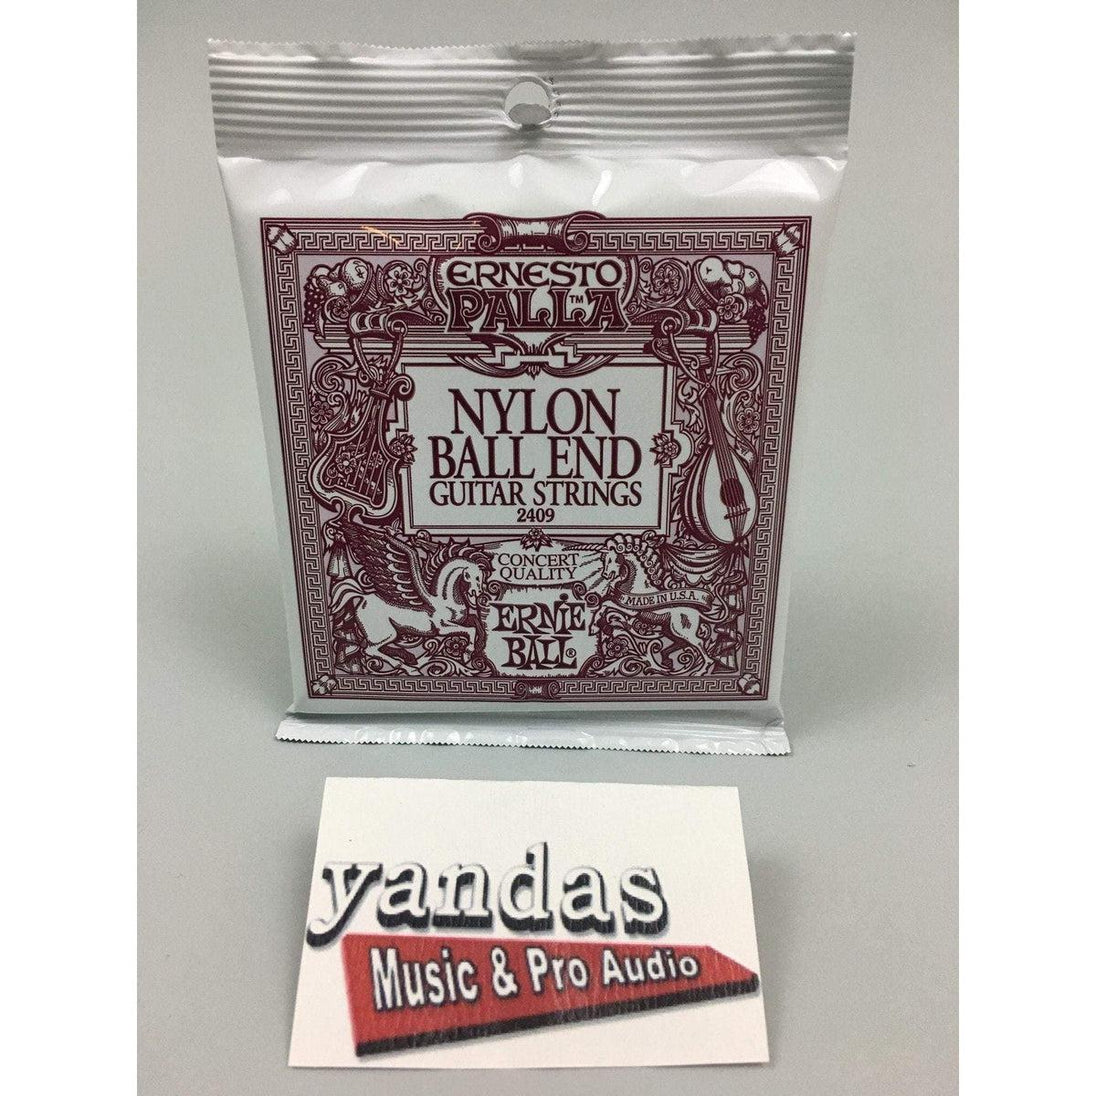 ERNESTO
PALLA™
NYLON
BALL END
GUITAR STRINGS
2409
CONCERT
QUALITY
MADE IN U.S.A.
ERNIE
BALL®
yandas
Music & Pro Audio